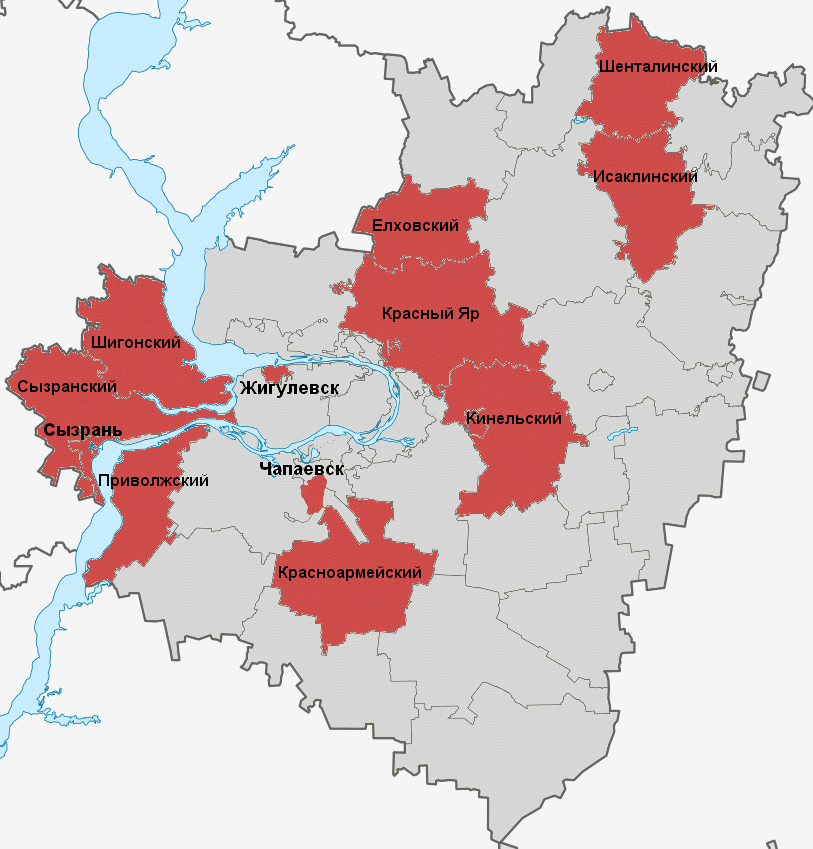 Шенталинский
Исаклинский
Елховский
Красный Яр
Шигонский
Сызранский
Жигулевск
Кинельский
Сызрань
Чапаевск
Приволжский
Красноармейский